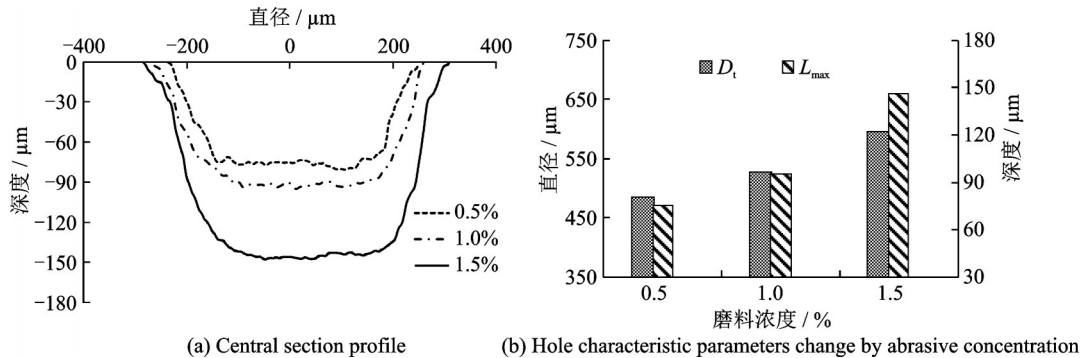 直径 / µm
−400 −200 0 200 400
0
−30
−60
−90
−120
−150
−180
深度 / µm
0.5%
1.0%
1.5%
(a) Central section profile
750
650
550
450
350
直径 / µm
Dt Lmax
180
150
120
90
60
30
深度 / µm
0.5 1.0 1.5
磨料浓度 / %
(b) Hole characteristic parameters change by abrasive concentration